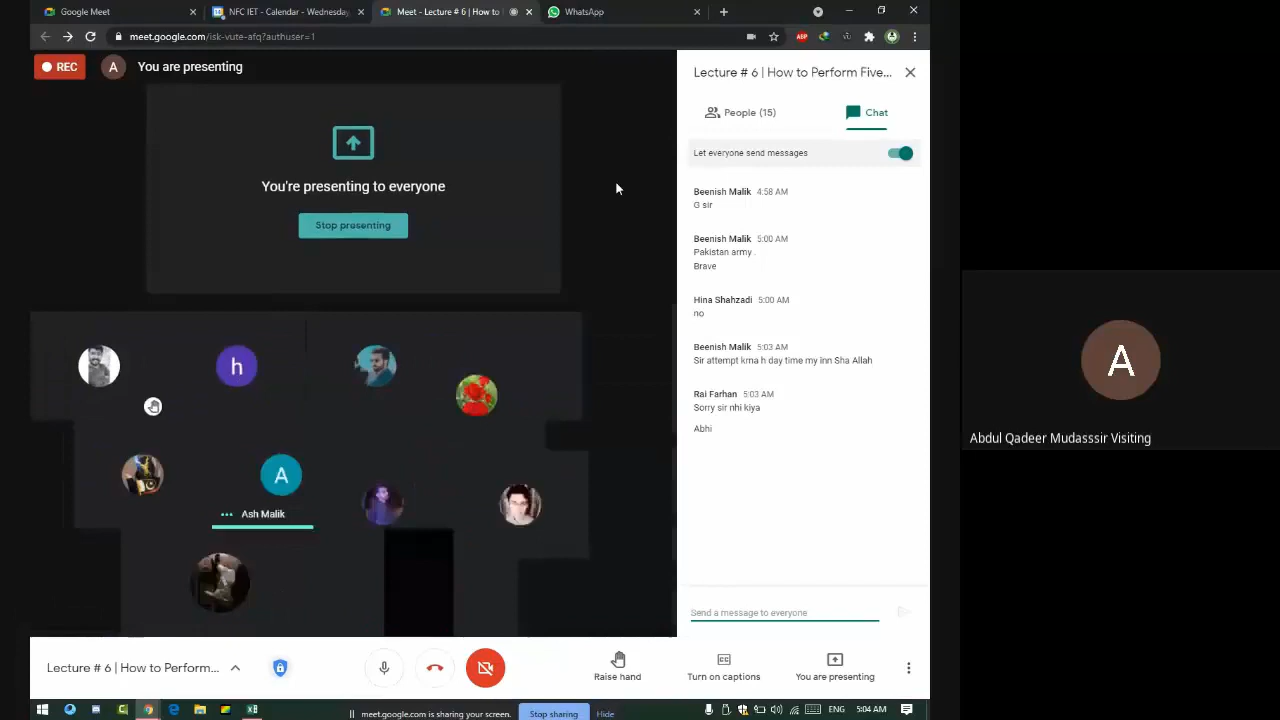 Google Meet
NFC IET - Calendar - Wednesday,
Meet - Lecture # 6 | How to
WhatsApp
meet.google.com/isk-vute-afq?authuser=1
ABP
REC
A
You are presenting
Lecture # 6 | How to Perform Five...
People (15)
Chat
Let everyone send messages
You're presenting to everyone
Stop presenting
Beenish Malik 4:58 AM
G sir
Beenish Malik 5:00 AM
Pakistan army .
Brave
Hina Shahzadi 5:00 AM
no
Beenish Malik 5:03 AM
Sir attempt krna h day time my inn Sha Allah
Rai Farhan 5:03 AM
Sorry sir nhi kiya
Abhi
h
A
Ash Malik
A
Abdul Qadeer Mudasssir Visiting
Send a message to everyone
Lecture # 6 | How to Perform...
Raise hand
Turn on captions
You are presenting
meet.google.com is sharing your screen.
Stop sharing
Hide
ENG
5:04 AM